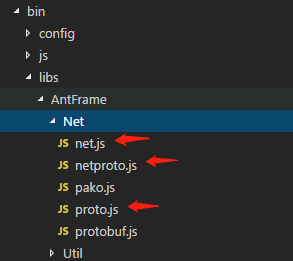 bin
config
js
libs
AntFrame
Net
JS net.js
JS netproto.js
JS pako.js
JS proto.js
JS protobuf.js
Util